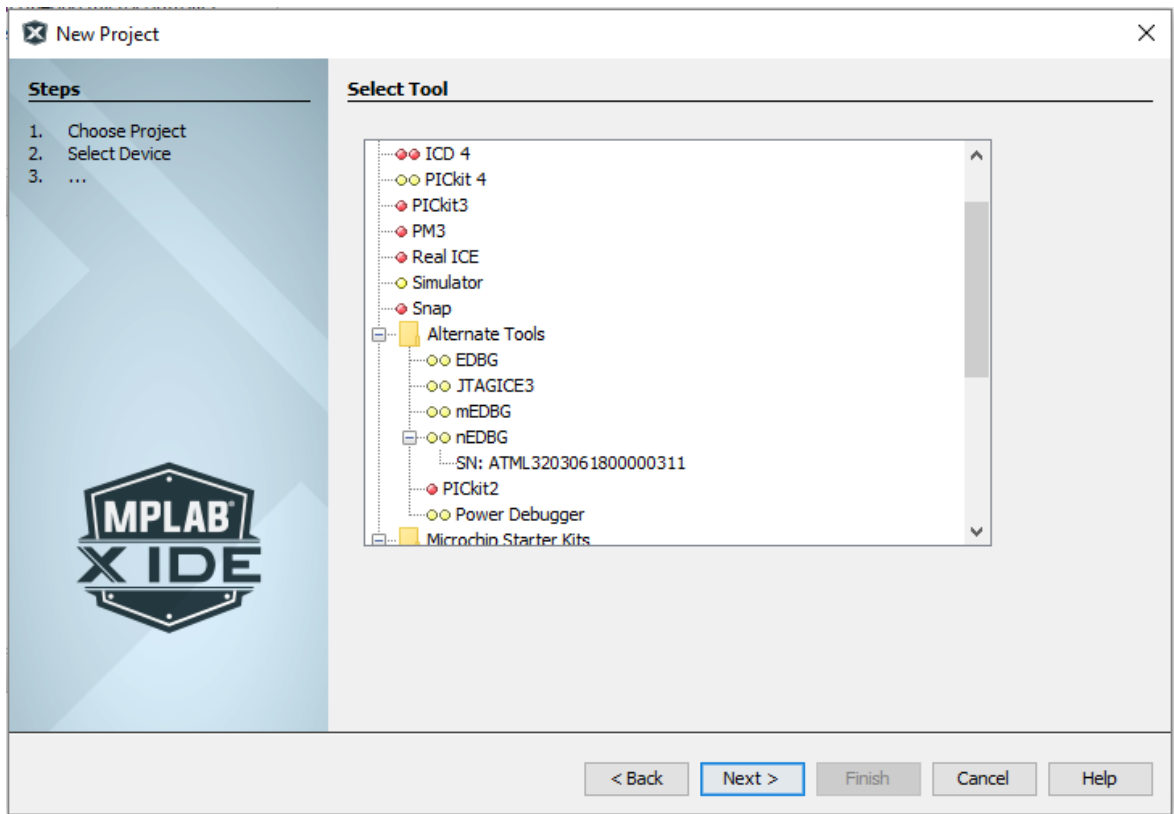 New Project
Steps
1. Choose Project
2. Select Device
3. ...
Select Tool
ICD 4
PICkit 4
PICkit3
PM3
Real ICE
Simulator
Snap
Alternate Tools
EDBG
JTAGICE3
mEDBG
nEDBG
SN: ATML3203061800000311
PICkit2
Power Debugger
Microchip Starter Kits
MPLAB®
X IDE
< Back Next > Finish Cancel Help